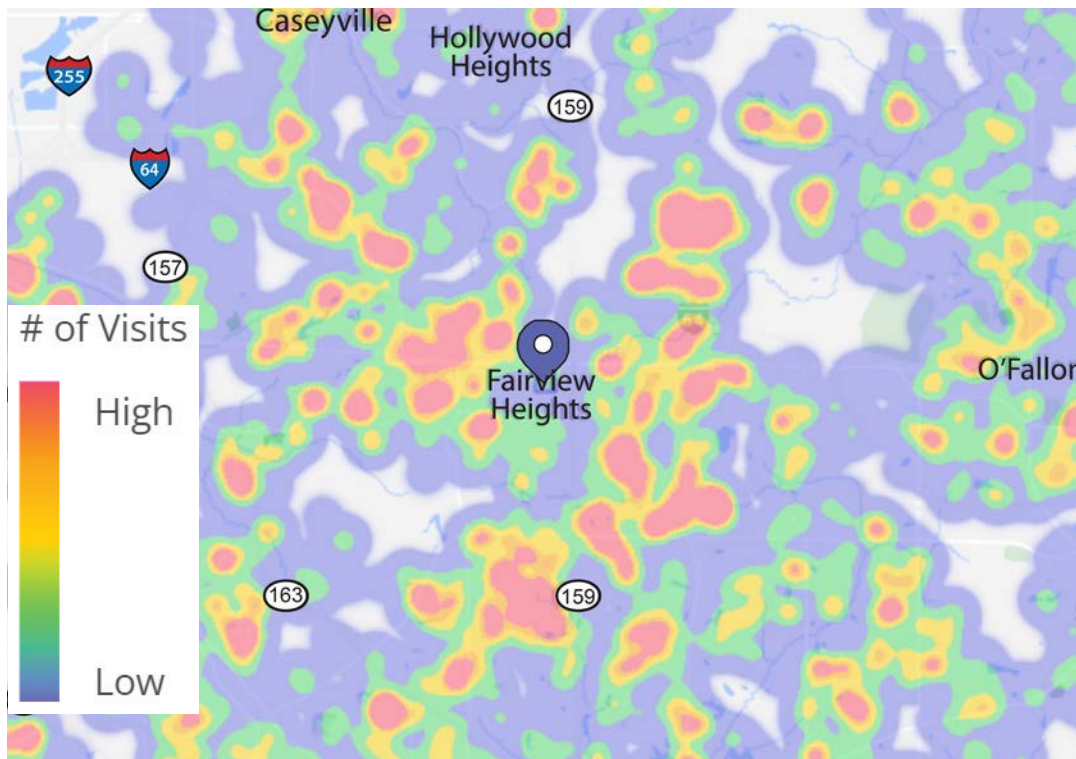 Caseyville
Hollywood
Heights
255
159
64
157
# of Visits
High
Low
Fairview
Heights
O'Fallon
163
159